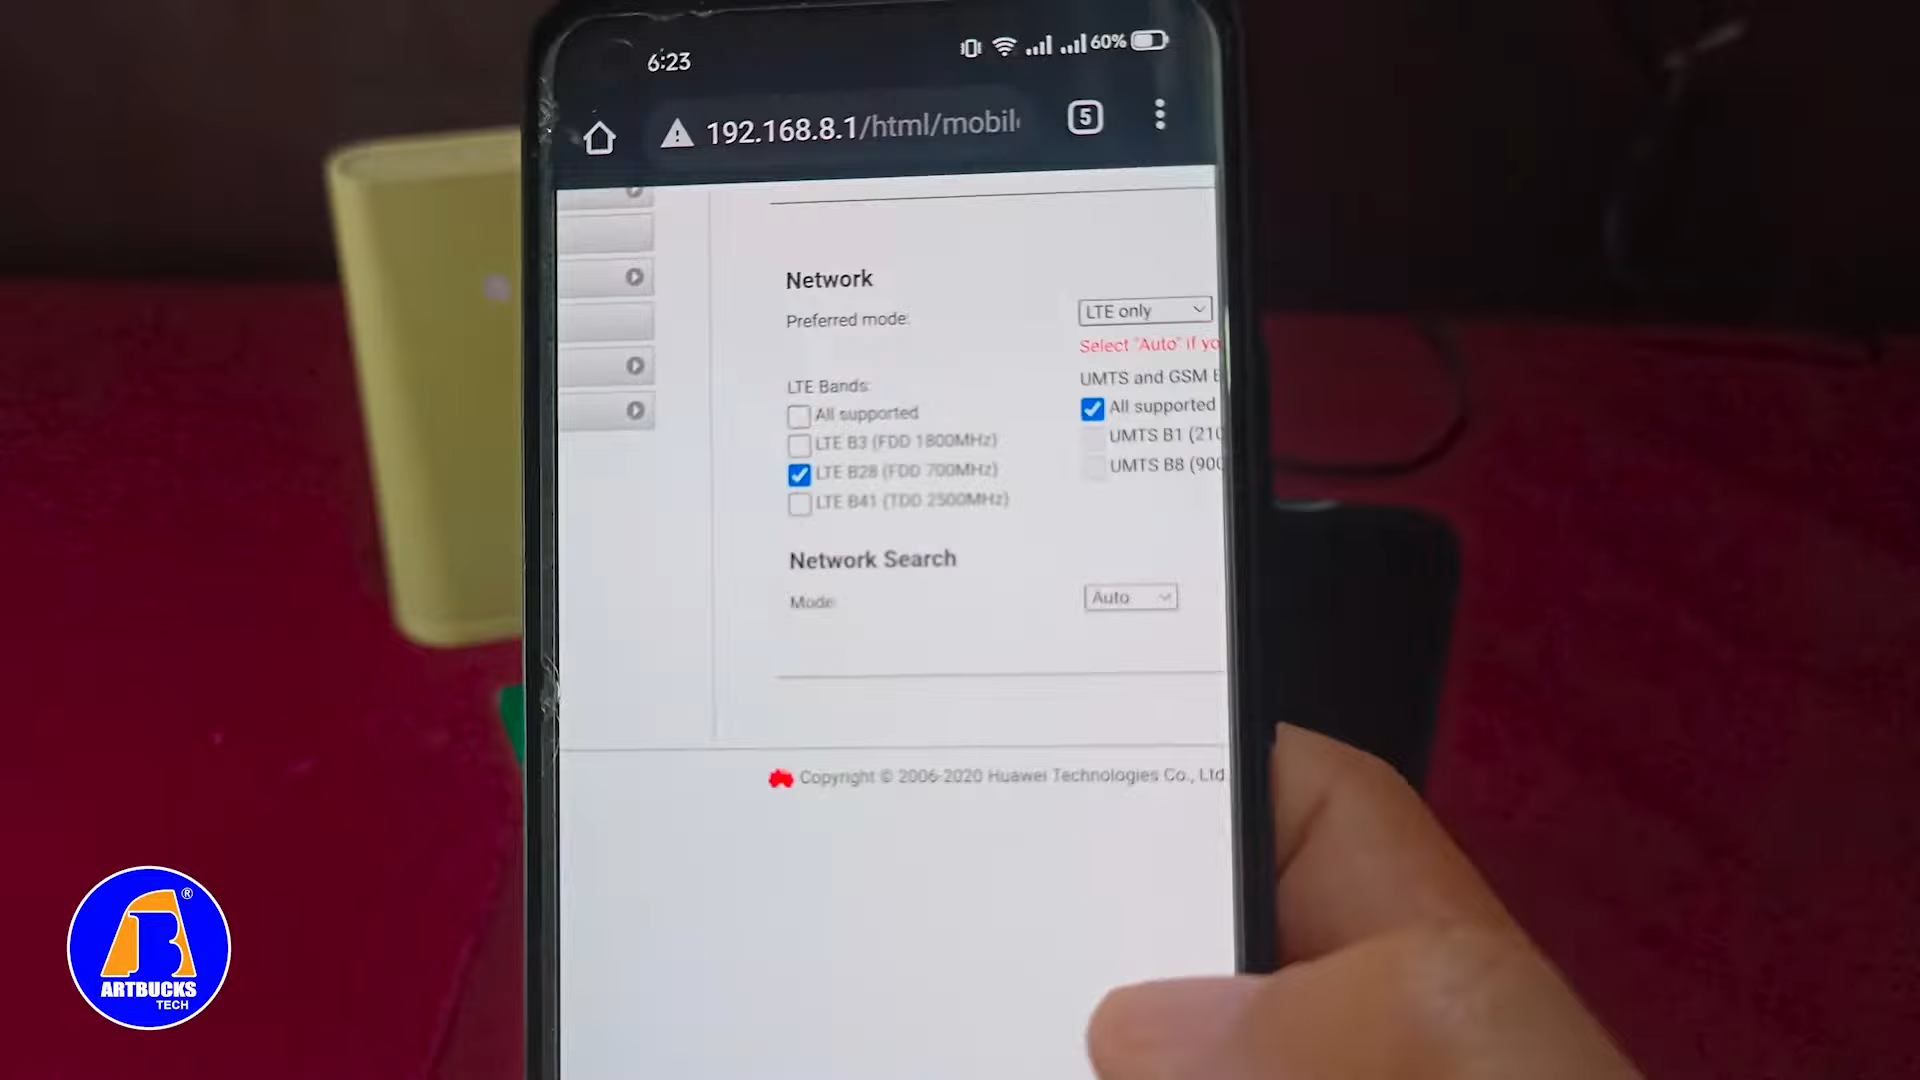 6:23
60%
192.168.8.1/html/mobil
5
Network
Preferred mode:
LTE only
Select "Auto" if yo
LTE Bands:
UMTS and GSM B
All supported
All supported
LTE B3 (FDD 1800MHz)
UMTS B1 (210
LTE B28 (FDD 700MHz)
UMTS B8 (900
LTE B41 (TDD 2500MHz)
Network Search
Mode:
Auto
Copyright © 2006-2020 Huawei Technologies Co., Ltd
®
AB
ARTBUCKS
TECH